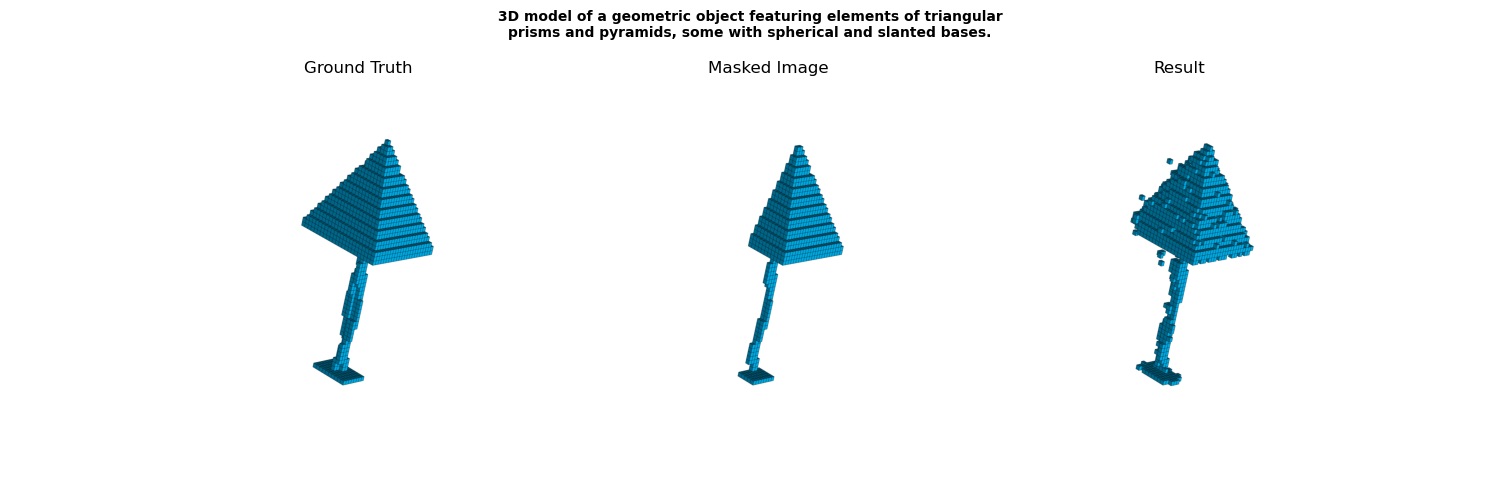 3D model of a geometric object featuring elements of triangular
prisms and pyramids, some with spherical and slanted bases.
Ground Truth
Masked Image
Result